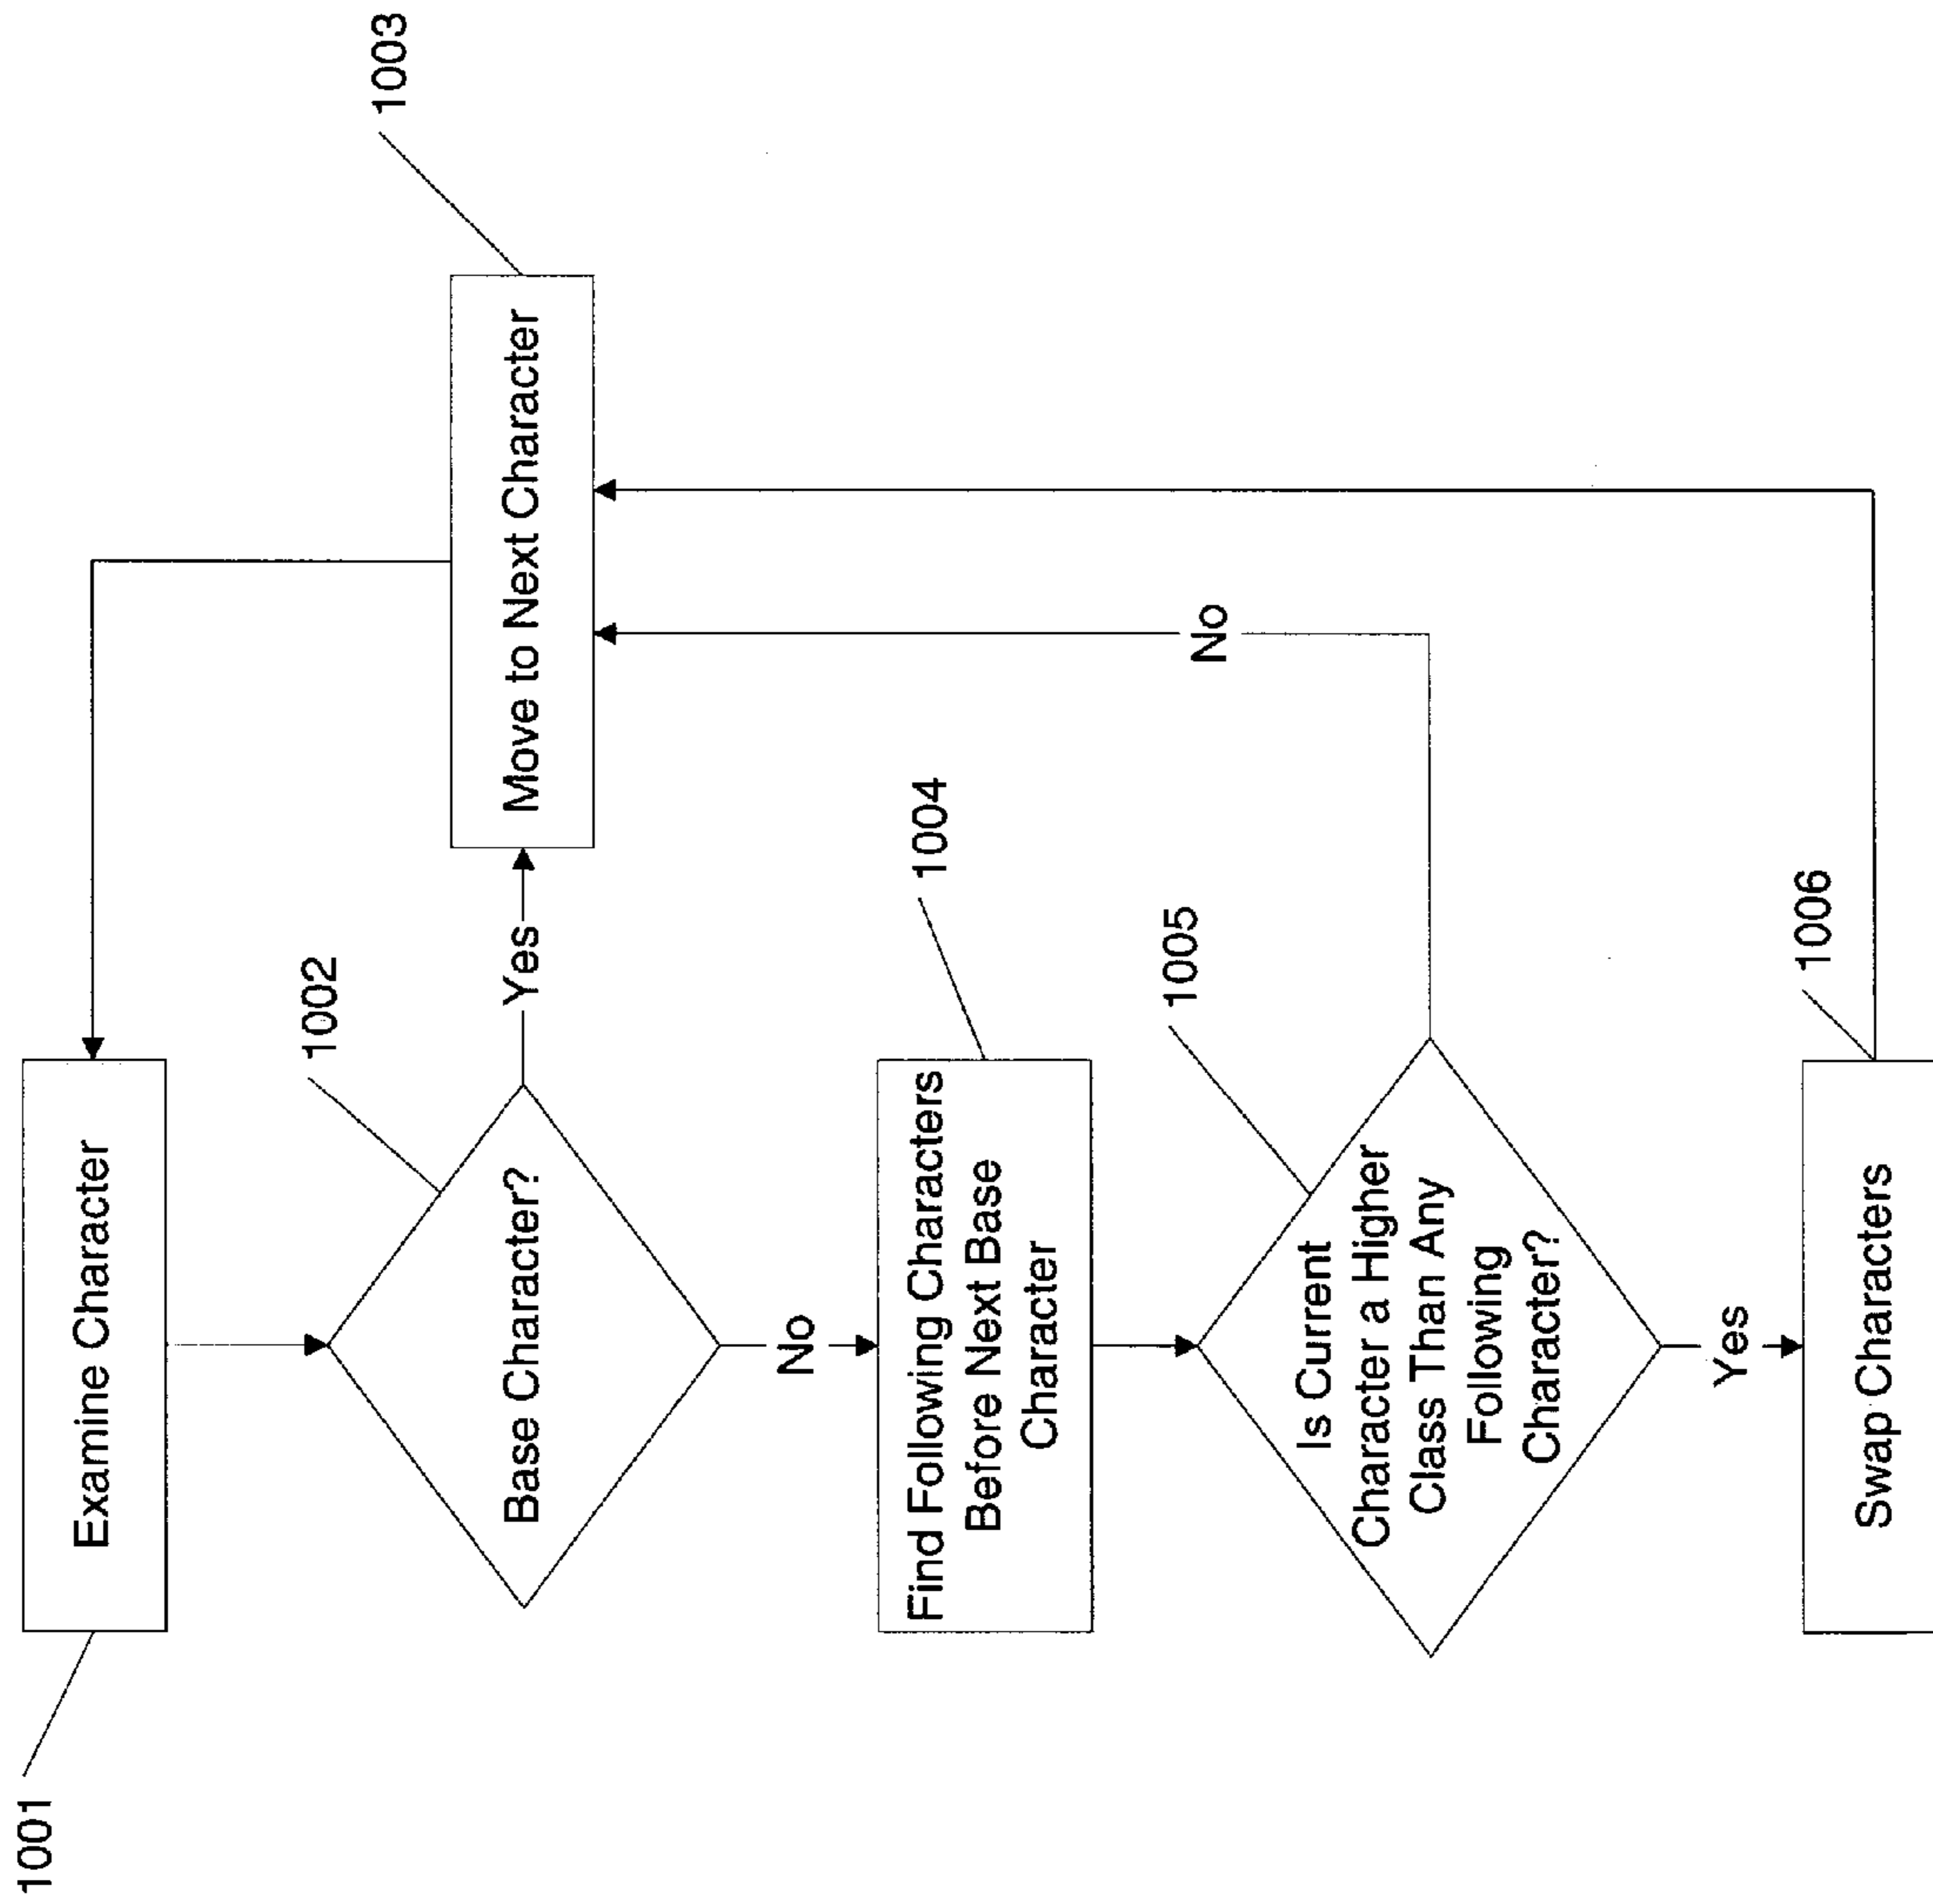 1001
Examine Character
1002
Base Character?
Yes
Move to Next Character
1003
No
1004
Find Following Characters
Before Next Base
Character
1005
Is Current
Character a Higher
Class Than Any
Following
Character?
No
Yes
1006
Swap Characters